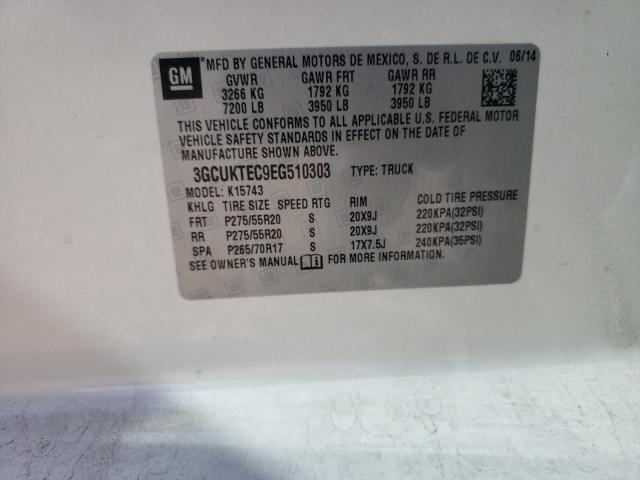 GM *MFD BY GENERAL MOTORS DE MEXICO, S. DE R.L. DE C.V. 06/14
GVWR GAWR FRT GAWR RR
3266 KG 1792 KG 1792 KG
7200 LB 3950 LB 3950 LB
THIS VEHICLE CONFORMS TO ALL APPLICABLE U.S. FEDERAL MOTOR
VEHICLE SAFETY STANDARDS IN EFFECT ON THE DATE OF
MANUFACTURE SHOWN ABOVE.
3GCUKTEC9EG510303 TYPE: TRUCK
MODEL: K15743
KHLG TIRE SIZE SPEED RTG RIM COLD TIRE PRESSURE
FRT P275/55R20 S 20X9J 220KPA(32PSI)
RR P275/55R20 S 20X9J 220KPA(32PSI)
SPA P265/70R17 S 17X7.5J 240KPA(35PSI)
SEE OWNER'S MANUAL FOR MORE INFORMATION.